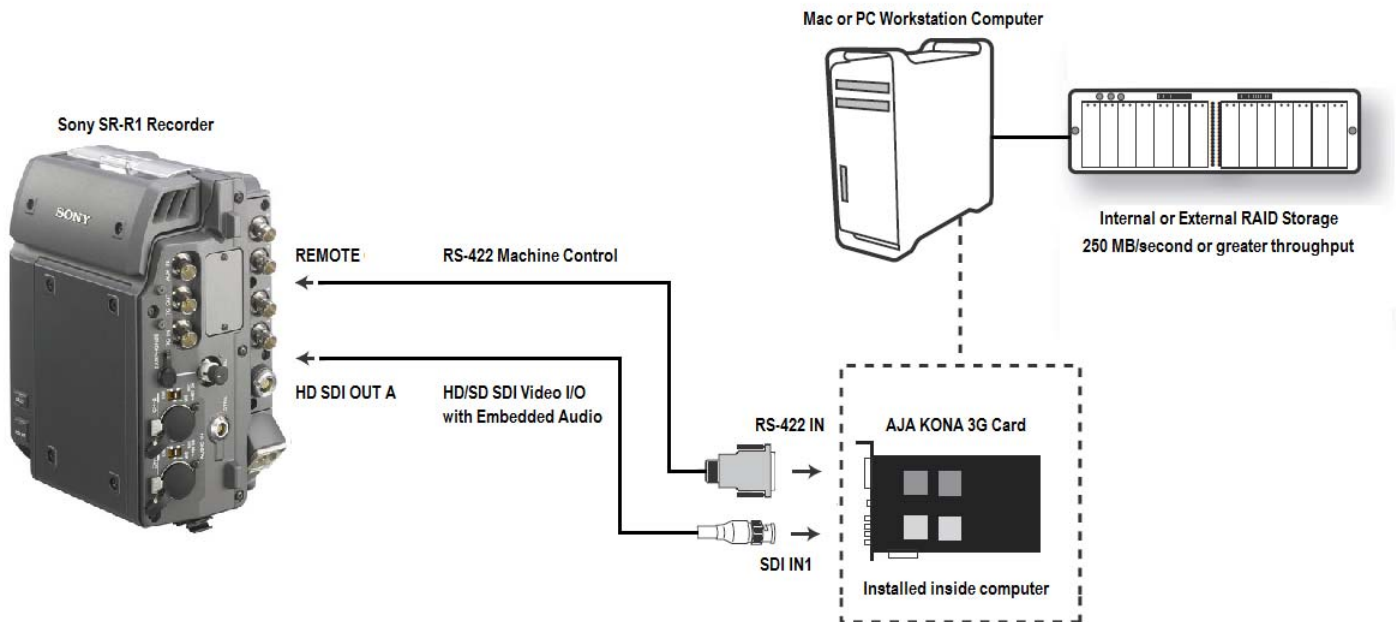 Mac or PC Workstation Computer
Sony SR-R1 Recorder
SONY
Internal or External RAID Storage
250 MB/second or greater throughput
REMOTE
RS-422 Machine Control
HD SDI OUT A
HD/SD SDI Video I/O
with Embedded Audio
RS-422 IN
AJA KONA 3G Card
SDI IN1
Installed inside computer